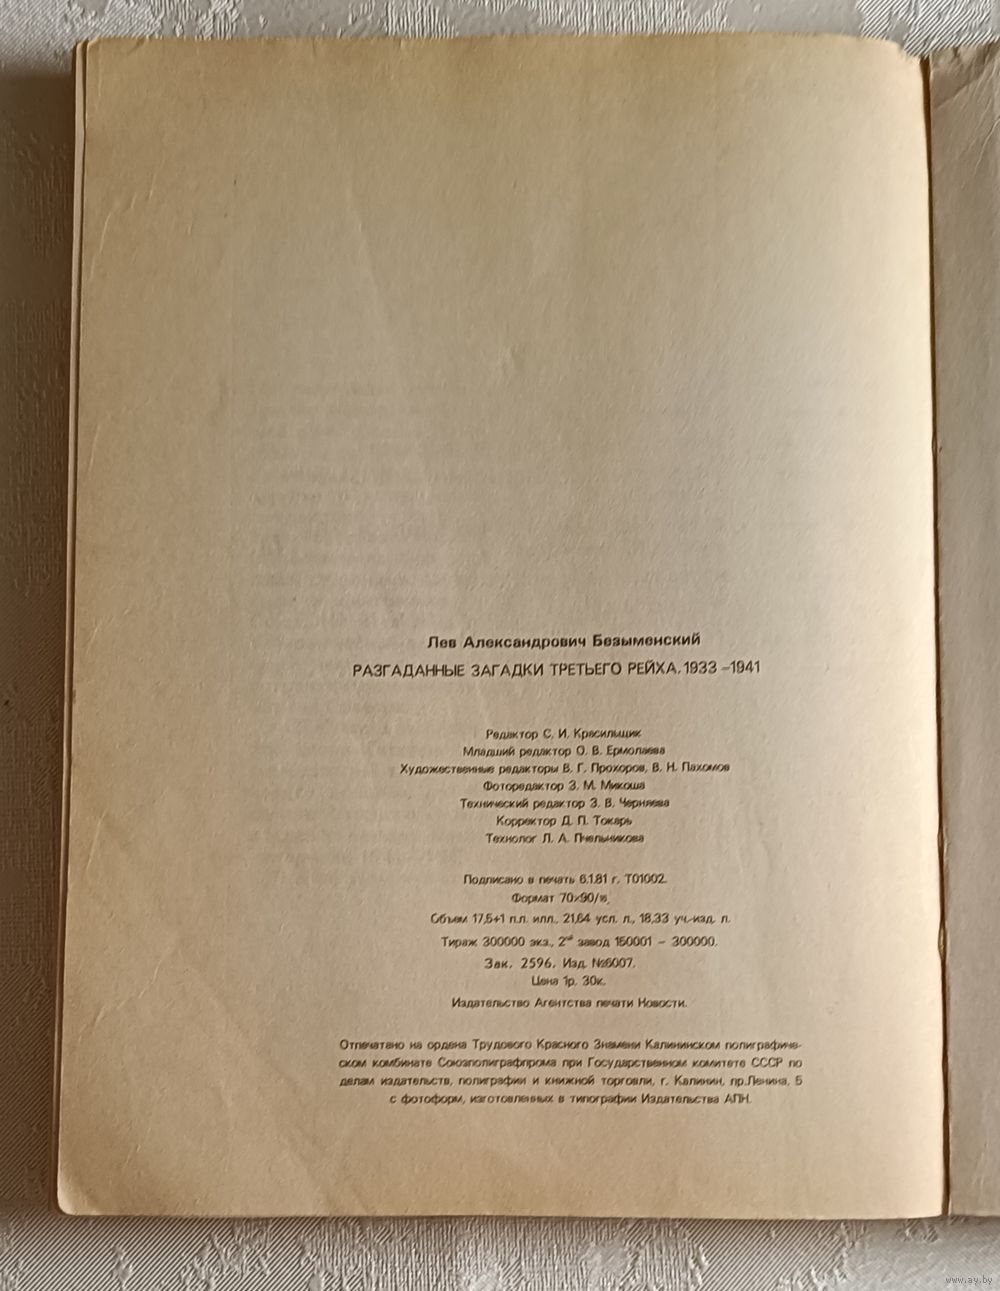 Лев Александрович Безыменский
РАЗГАДАННЫЕ ЗАГАДКИ ТРЕТЬЕГО РЕЙХА. 1933 –1941
Редактор С. И. Красильщик
Младший редактор О. В. Ермолаева
Художественные редакторы В. Г. Прохоров, В. Н. Пахомов
Фоторедактор З. М. Микоша
Технический редактор З. В. Черняева
Корректор Д. П. Токарь
Технолог Л. А. Пчельникова
Подписано в печать 6.1.81 г. Т01002.
Формат 70×90/16.
Объем 17,5+1 п.л. илл., 21,64 усл. л., 18,33 уч.-изд. л.
Тираж 300000 экз., 2ой завод 150001 – 300000.
Зак. 2596. Изд. №6007.
Цена 1р. 30к.
Издательство Агентства печати Новости.
Отпечатано на ордена Трудового Красного Знамени Калининском полиграфиче-
ском комбинате Союзполиграфпрома при Государственном комитете СССР по
делам издательств, полиграфии и книжной торговли, г. Калинин, пр.Ленина, 5
с фотоформ, изготовленных в типографии Издательства АПН.
www.ay.by